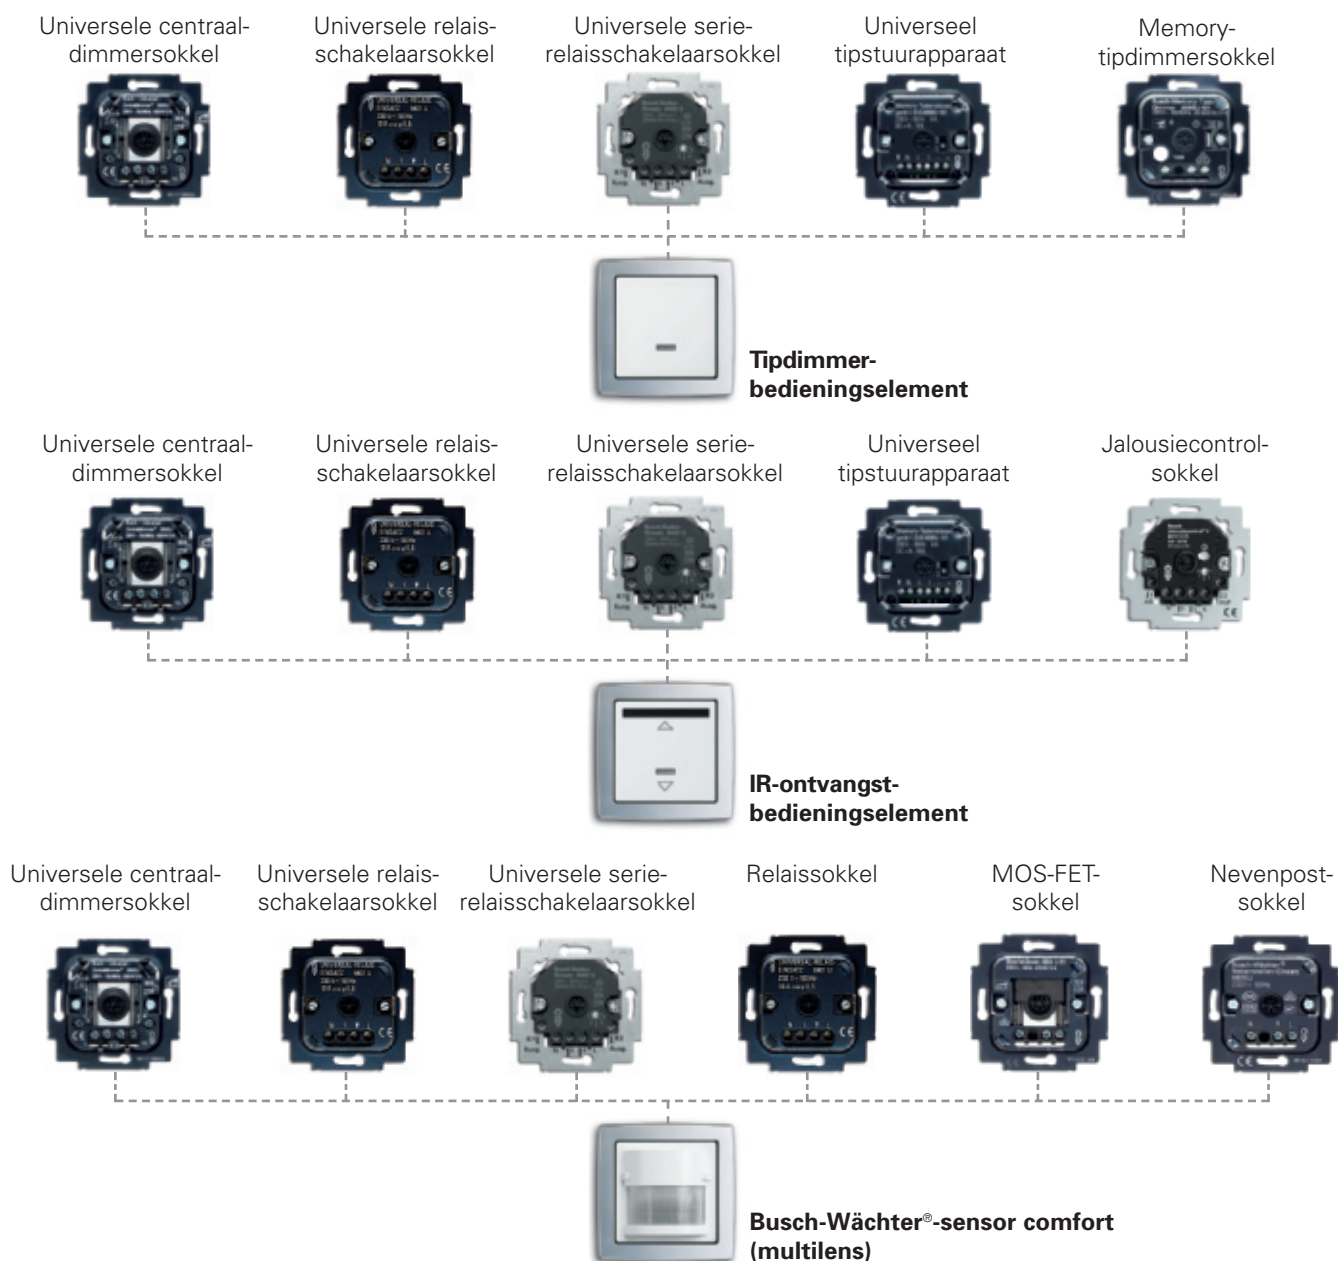 Universele centraal-
dimmersokkel
Universele relais-
schakelaarsokkel
Universele serie-
relaisschakelaarsokkel
Universeel
tipstuurapparaat
Memory-
tipdimmersokkel
Tipdimmer-
bedieningselement
Universele centraal-
dimmersokkel
Universele relais-
schakelaarsokkel
Universele serie-
relaisschakelaarsokkel
Universeel
tipstuurapparaat
Jalousiecontrol-
sokkel
IR-ontvangst-
bedieningselement
Universele centraal-
dimmersokkel
Universele relais-
schakelaarsokkel
Universele serie-
relaisschakelaarsokkel
Relaissokkel
MOS-FET-
sokkel
Nevenpost-
sokkel
Busch-Wächter®-sensor comfort
(multilens)